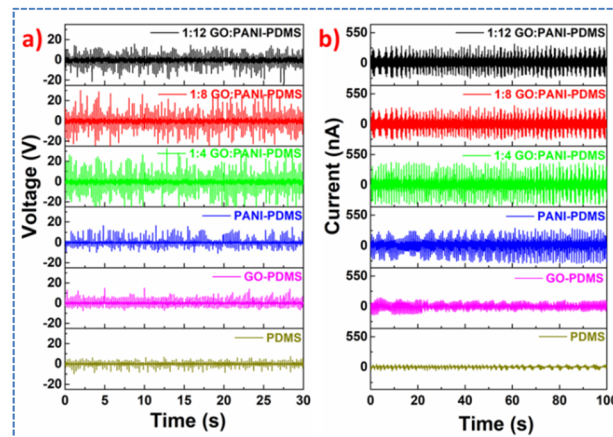 a)
Voltage (V)
1:12 GO:PANI-PDMS
20
0
-20
1:8 GO:PANI-PDMS
20
0
-20
1:4 GO:PANI-PDMS
20
0
-20
PANI-PDMS
20
0
-20
GO-PDMS
20
0
-20
PDMS
20
0
-20
0 5 10 15 20 25 30
Time (s)
b)
Current (nA)
1:12 GO:PANI-PDMS
550
0
1:8 GO:PANI-PDMS
550
0
1:4 GO:PANI-PDMS
550
0
PANI-PDMS
550
0
GO-PDMS
550
0
PDMS
550
0
0 20 40 60 80 100
Time (s)